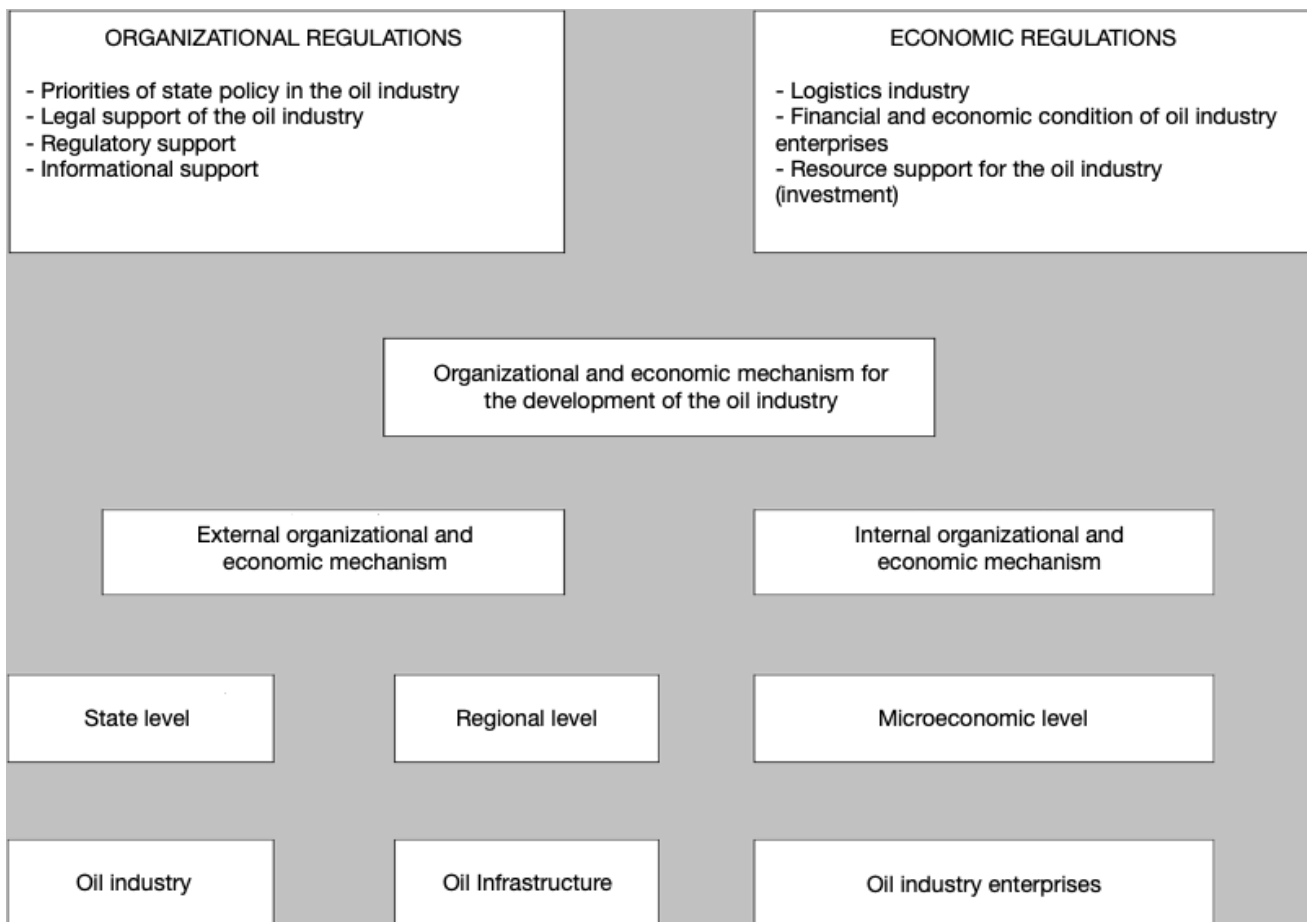 ORGANIZATIONAL REGULATIONS
- Priorities of state policy in the oil industry
- Legal support of the oil industry
- Regulatory support
- Informational support
ECONOMIC REGULATIONS
- Logistics industry
- Financial and economic condition of oil industry
enterprises
- Resource support for the oil industry
(investment)
Organizational and economic mechanism for
the development of the oil industry
External organizational and
economic mechanism
Internal organizational and
economic mechanism
State level
Regional level
Microeconomic level
Oil industry
Oil Infrastructure
Oil industry enterprises